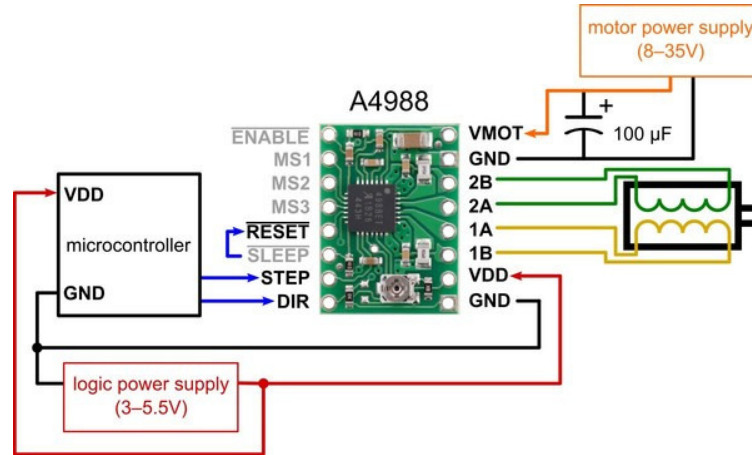 motor power supply
(8–35V)
A4988
ENABLE
MS1
MS2
MS3
RESET
SLEEP
STEP
DIR
VMOT
GND
2B
2A
1A
1B
VDD
GND
+
100 µF
VDD
microcontroller
GND
logic power supply
(3–5.5V)